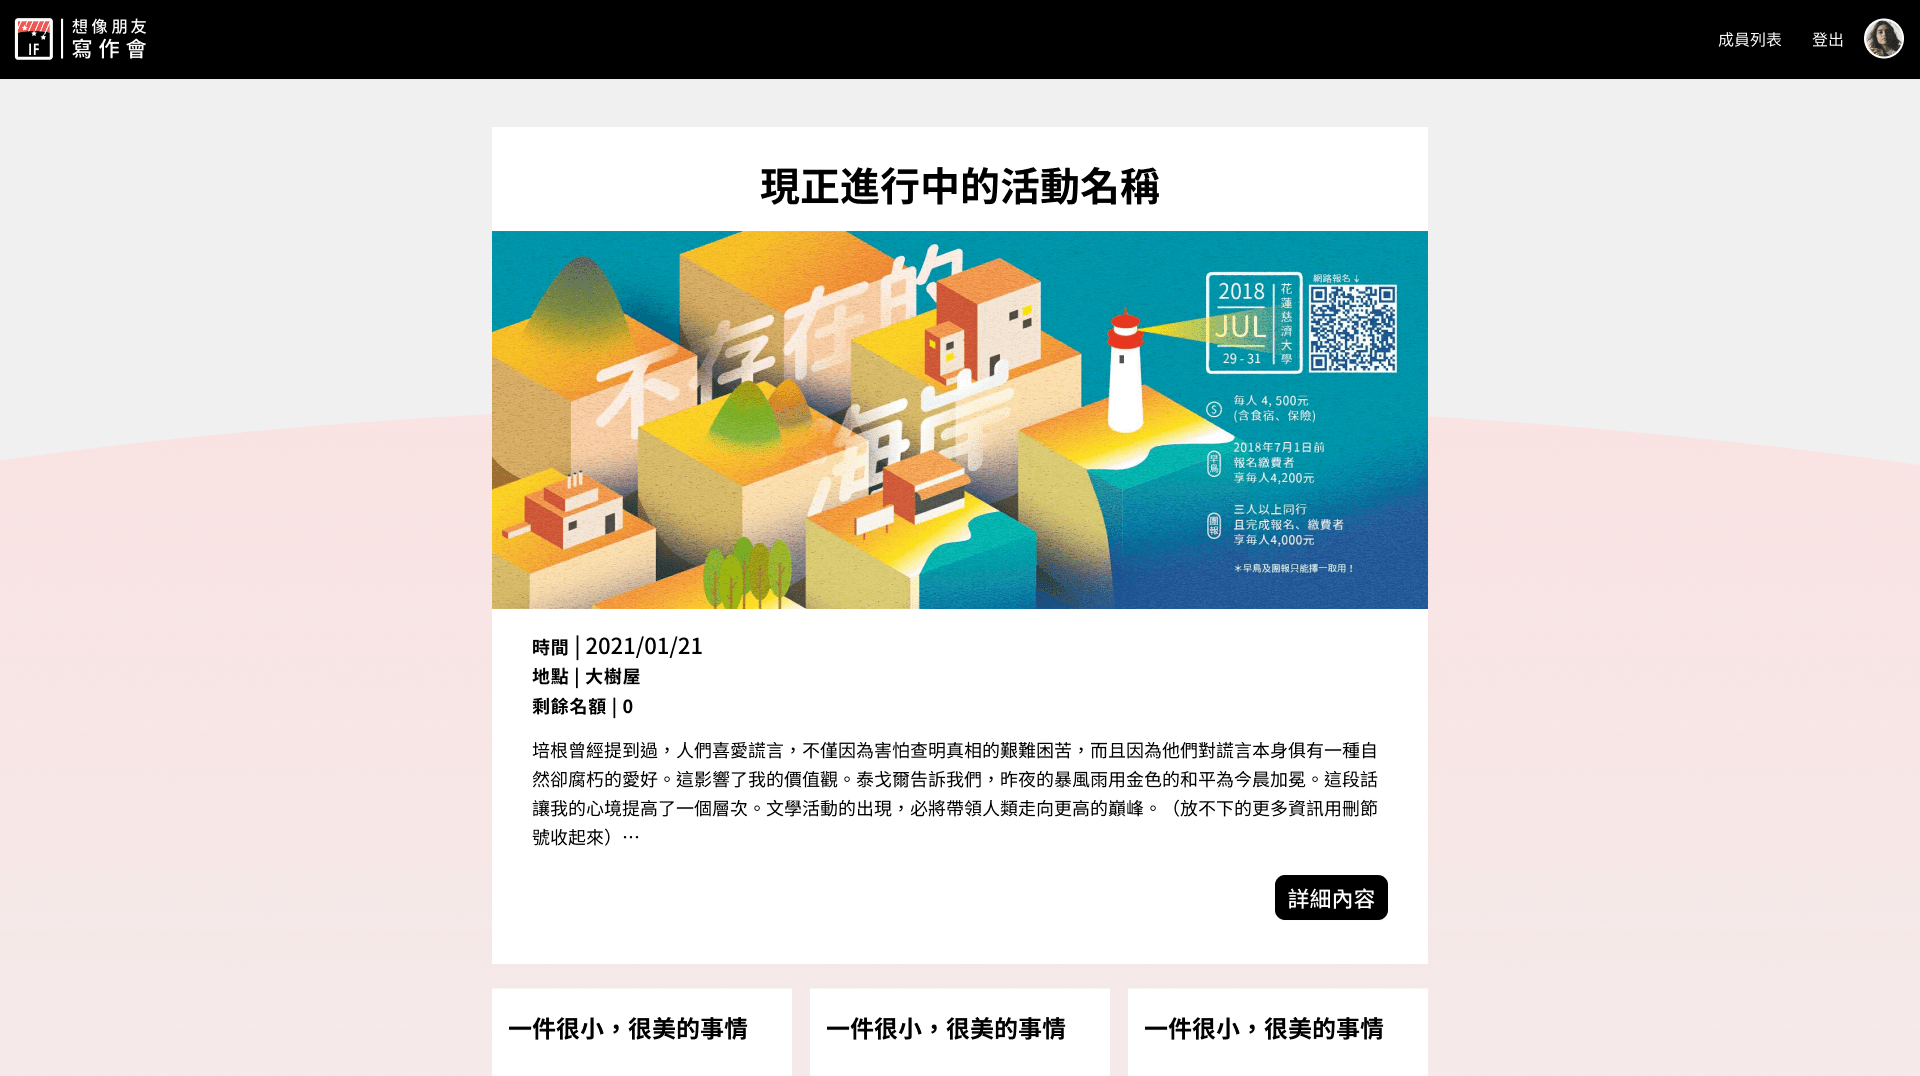 IF
想像朋友
寫作會
成員列表
登出
現正進行中的活動名稱
不存在的
海岸
2018
JUL
29 - 31
花蓮慈濟大學
網路報名↓
$
每人 4, 500元
(含食宿、保險)
早鳥
2018年7月1日前
報名繳費者
享每人4,200元
團報
三人以上同行
且完成報名、繳費者
享每人4,000元
*早鳥及團報只能擇一取用！
時間 | 2021/01/21
地點 | 大樹屋
剩餘名額 | 0
培根曾經提到過，人們喜愛謊言，不僅因為害怕查明真相的艱難困苦，而且因為他們對謊言本身俱有一種自
然卻腐朽的愛好。這影響了我的價值觀。泰戈爾告訴我們，昨夜的暴風雨用金色的和平為今晨加冕。這段話
讓我的心境提高了一個層次。文學活動的出現，必將帶領人類走向更高的巔峰。（放不下的更多資訊用刪節
號收起來）…
詳細內容
一件很小，很美的事情
一件很小，很美的事情
一件很小，很美的事情